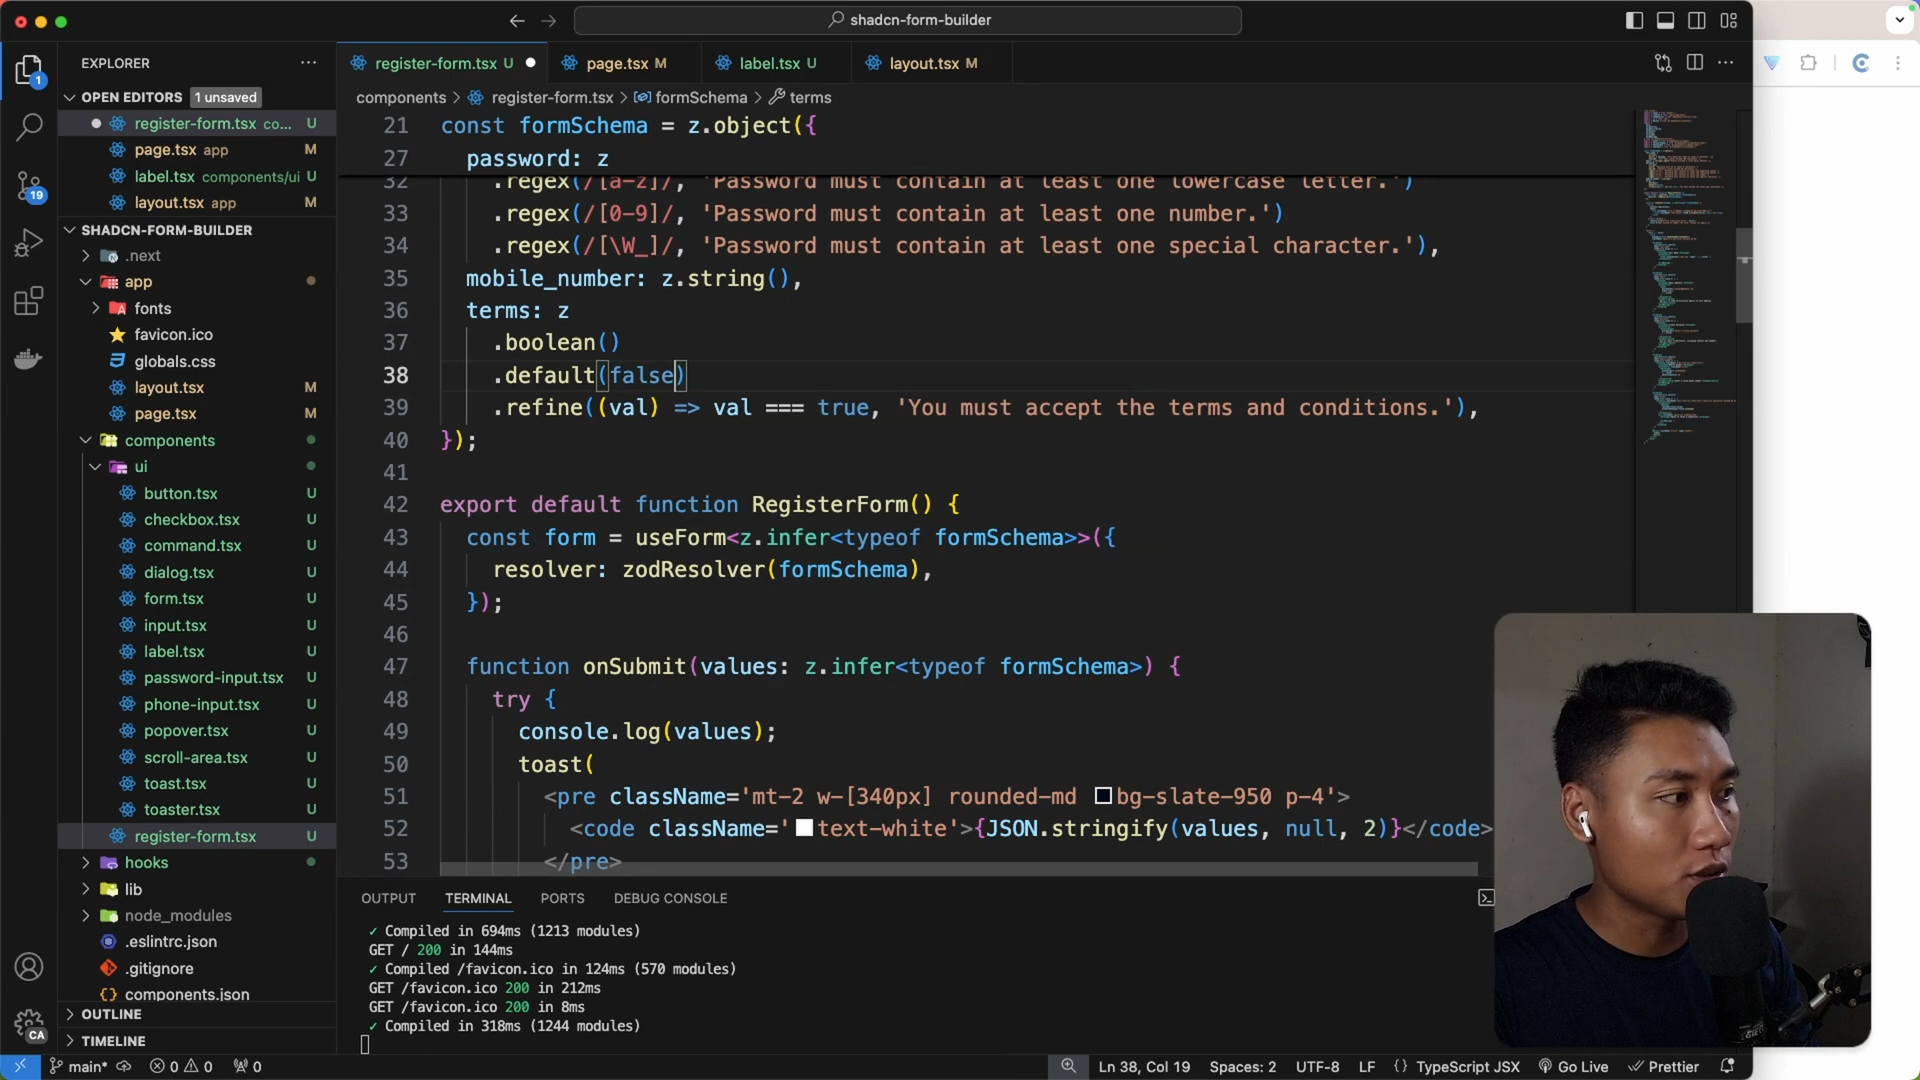 shadcn-form-builder
EXPLORER
OPEN EDITORS 1 unsaved
register-form.tsx co... U
page.tsx app M
label.tsx components/ui U
layout.tsx app M
SHADCN-FORM-BUILDER
.next
app
fonts
favicon.ico
globals.css
layout.tsx M
page.tsx M
components
ui
button.tsx U
checkbox.tsx U
command.tsx U
dialog.tsx U
form.tsx U
input.tsx U
label.tsx U
password-input.tsx U
phone-input.tsx U
popover.tsx U
scroll-area.tsx U
toast.tsx U
toaster.tsx U
register-form.tsx U
hooks
lib
node_modules
.eslintrc.json
.gitignore
components.json
OUTLINE
TIMELINE
1
19
CA
register-form.tsx U
page.tsx M
label.tsx U
layout.tsx M
components > register-form.tsx > formSchema > terms
21 const formSchema = z.object({
27 password: z
32 .regex(/[a-z]/, 'Password must contain at least one lowercase letter.')
33 .regex(/[0-9]/, 'Password must contain at least one number.')
34 .regex(/[\W_]/, 'Password must contain at least one special character.'),
35 mobile_number: z.string(),
36 terms: z
37 .boolean()
38 .default(false)
39 .refine((val) => val === true, 'You must accept the terms and conditions.'),
40 });
41
42 export default function RegisterForm() {
43 const form = useForm<z.infer<typeof formSchema>>({
44 resolver: zodResolver(formSchema),
45 });
46
47 function onSubmit(values: z.infer<typeof formSchema>) {
48 try {
49 console.log(values);
50 toast(
51 <pre className='mt-2 w-[340px] rounded-md bg-slate-950 p-4'>
52 <code className='text-white'>{JSON.stringify(values, null, 2)}</code>
53 </pre>
OUTPUT TERMINAL PORTS DEBUG CONSOLE
✓ Compiled in 694ms (1213 modules)
GET / 200 in 144ms
✓ Compiled /favicon.ico in 124ms (570 modules)
GET /favicon.ico 200 in 212ms
GET /favicon.ico 200 in 8ms
✓ Compiled in 318ms (1244 modules)
main* 0 0 0 Ln 38, Col 19 Spaces: 2 UTF-8 LF {} TypeScript JSX Go Live Prettier